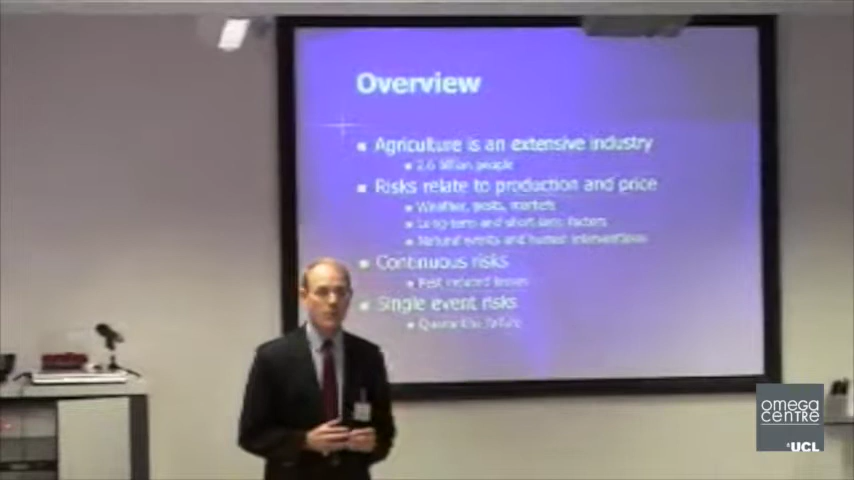 Overview
Agriculture is an extensive industry
2.6 billion people
Risks relate to production and price
Weather, pests, markets
Long-term and short-term factors
Natural events and human interventions
Continuous risks
Pest related losses
Single event risks
Quarantine failure
omega
centre
UCL